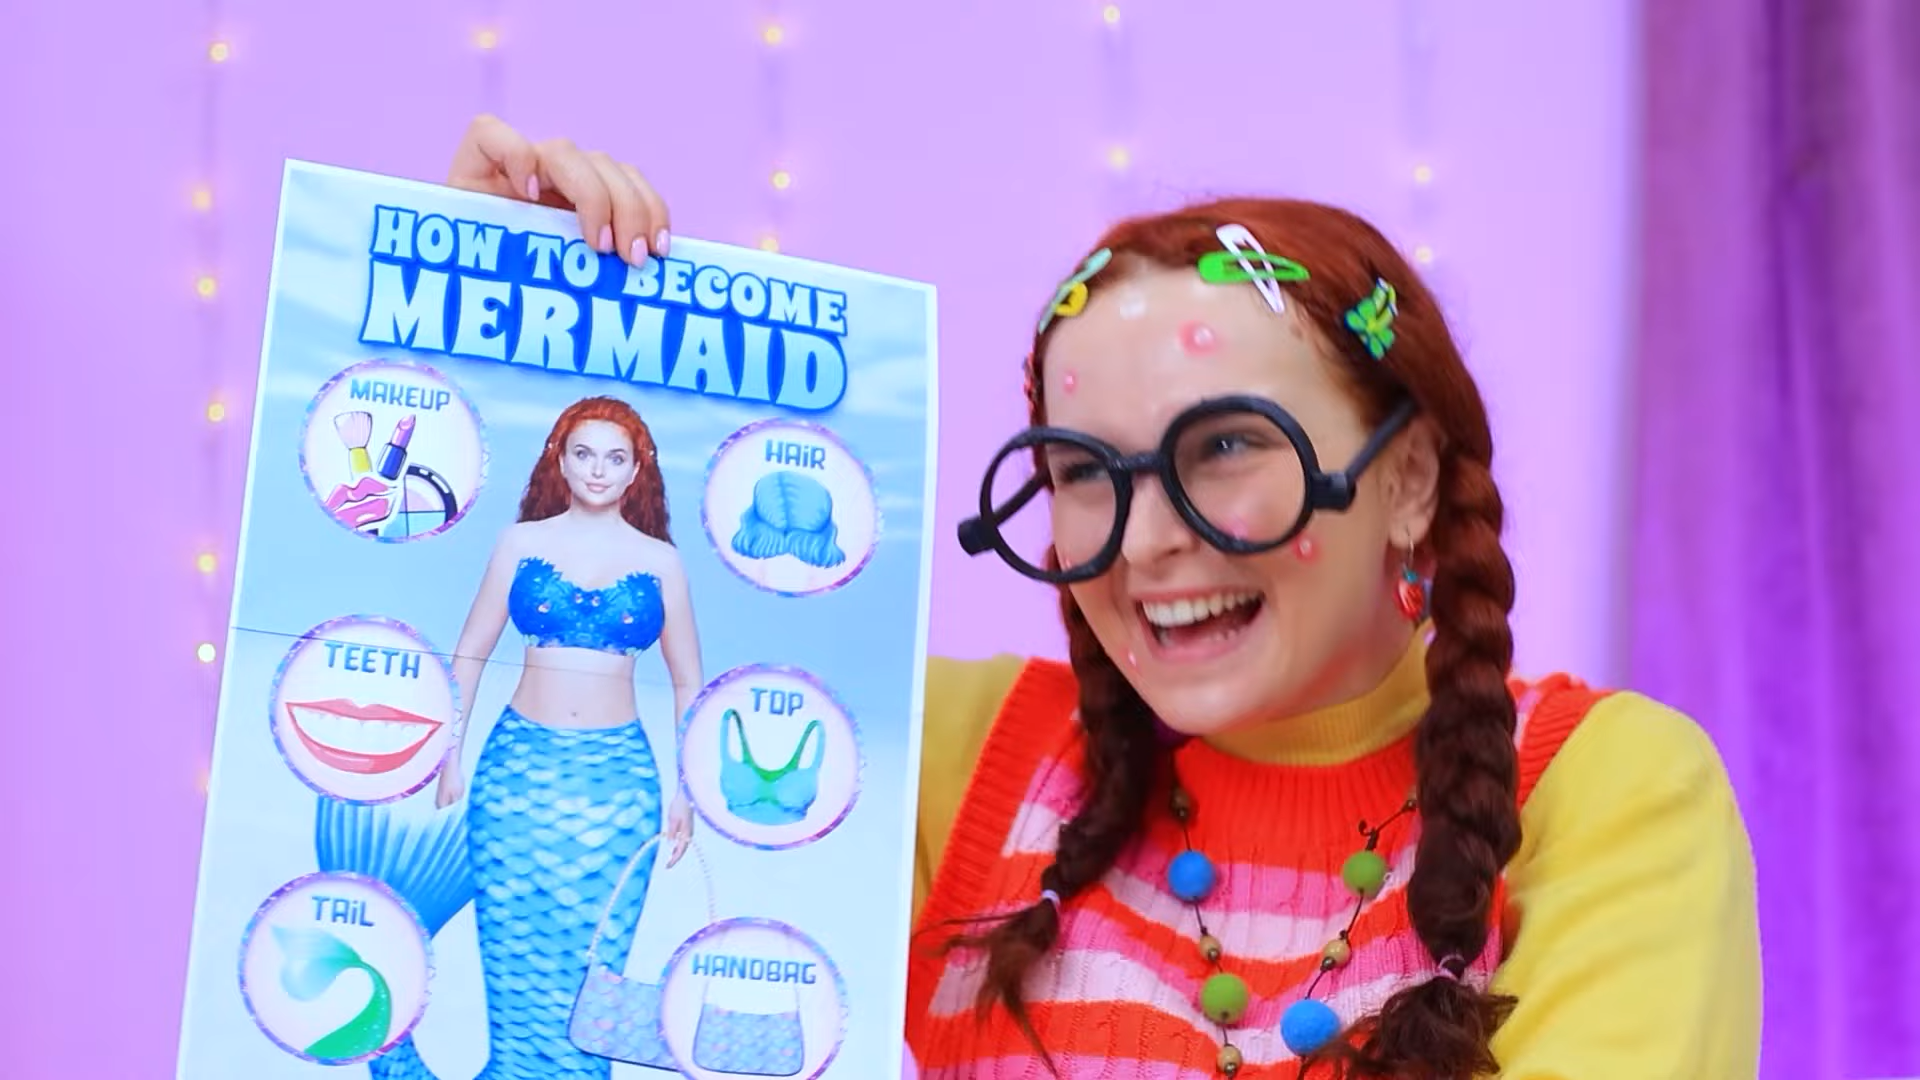 HOW TO BECOME
MERMAID
MAKEUP
HAIR
TEETH
TOP
TAIL
HANDBAG